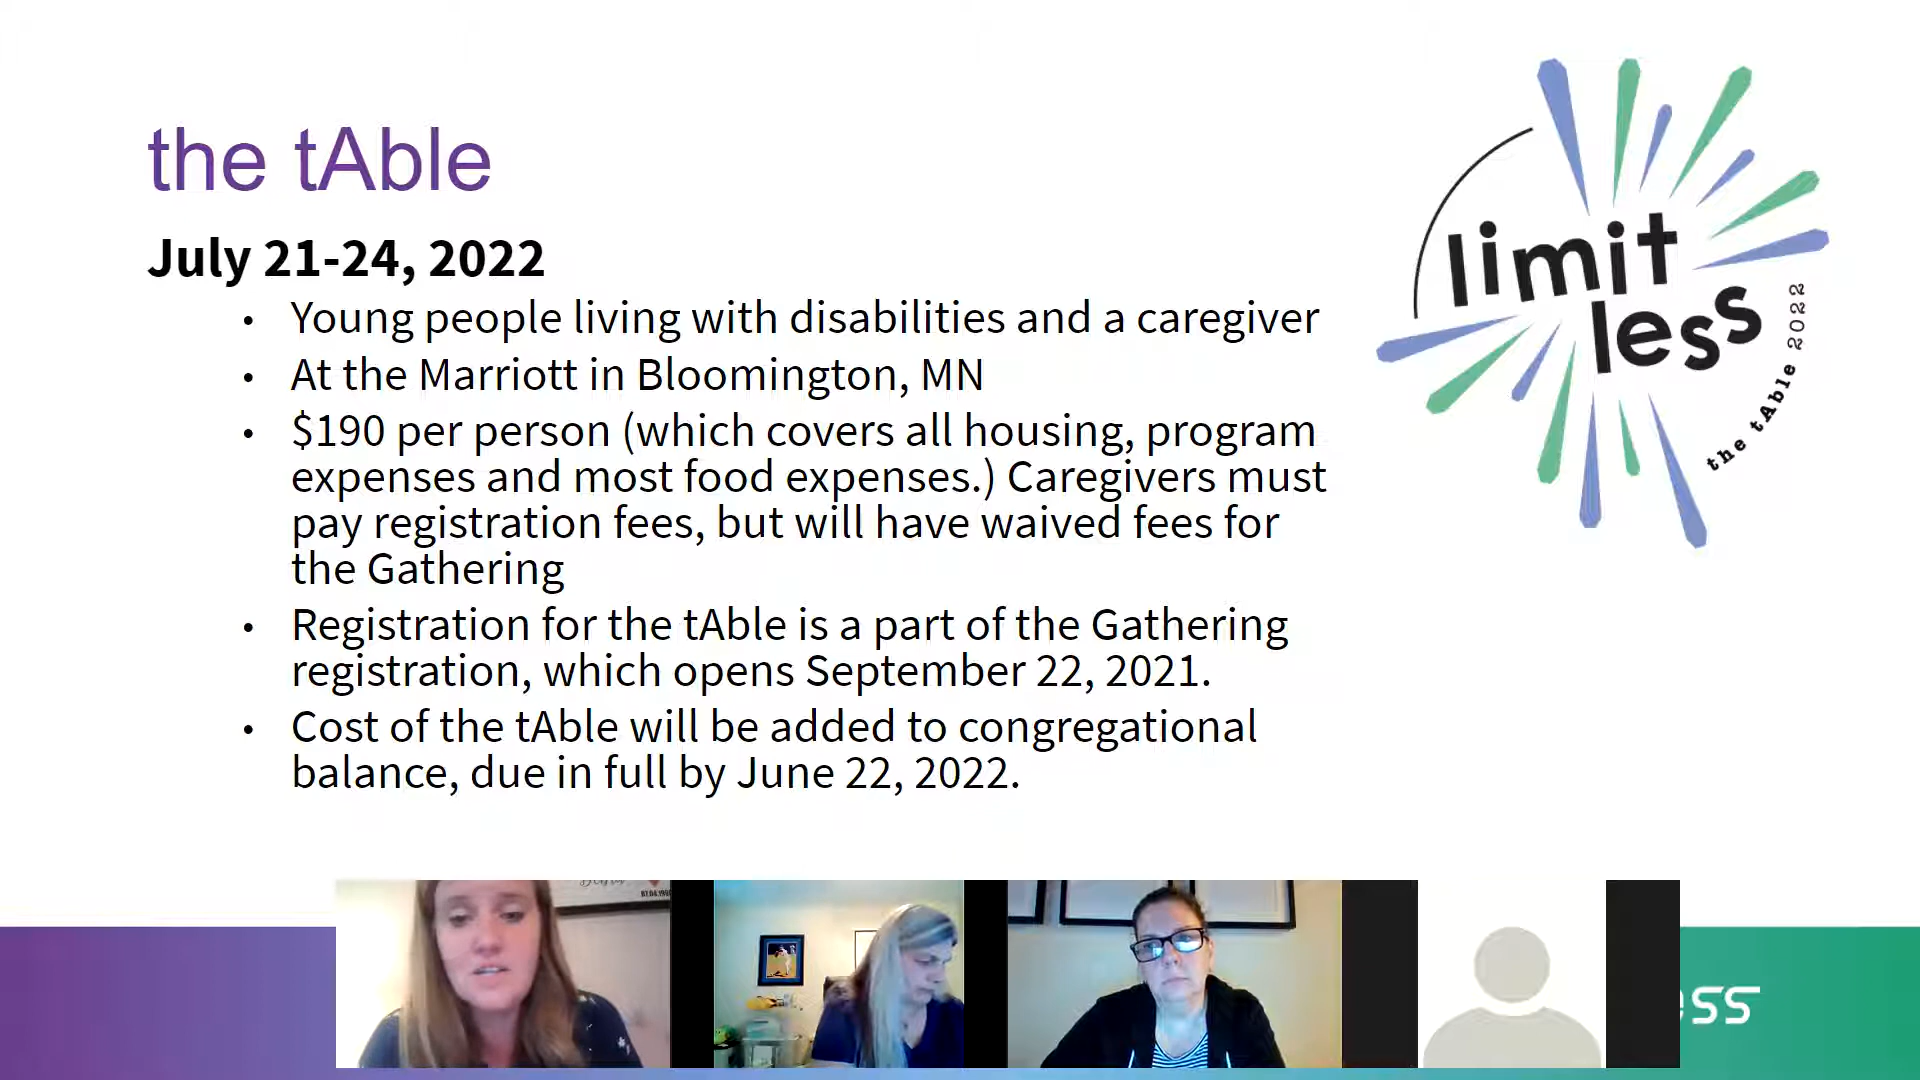 the tAble
July 21-24, 2022
• Young people living with disabilities and a caregiver
• At the Marriott in Bloomington, MN
• $190 per person (which covers all housing, program
expenses and most food expenses.) Caregivers must
pay registration fees, but will have waived fees for
the Gathering
• Registration for the tAble is a part of the Gathering
registration, which opens September 22, 2021.
• Cost of the tAble will be added to congregational
balance, due in full by June 22, 2022.
limit
less
the tAble 2022
ss